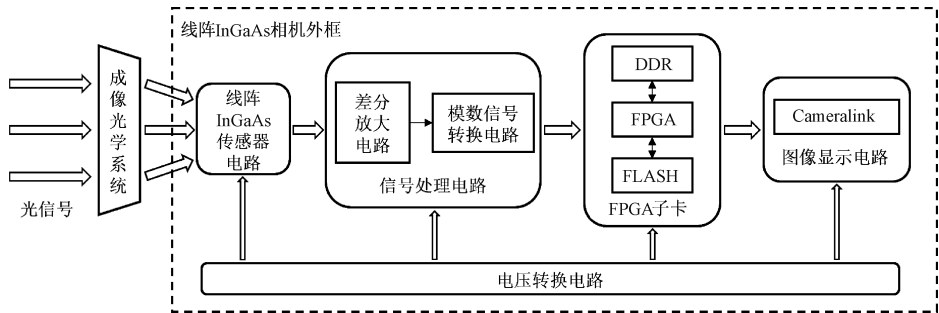 线阵InGaAs相机外框
成像光学系统
光信号
线阵
InGaAs
传感器
电路
差分
放大
电路
模数信号
转换电路
信号处理电路
DDR
FPGA
FLASH
FPGA子卡
Cameralink
图像显示电路
电压转换电路